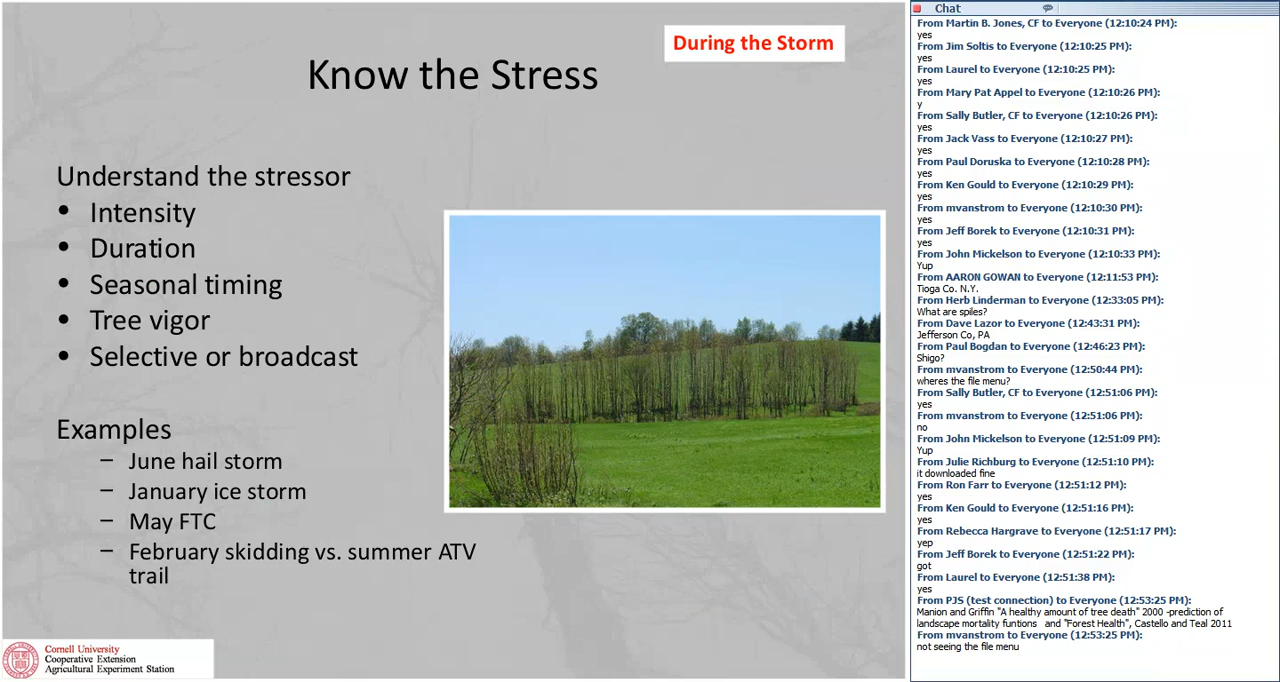 During the Storm
Know the Stress
Understand the stressor
• Intensity
• Duration
• Seasonal timing
• Tree vigor
• Selective or broadcast
Examples
– June hail storm
– January ice storm
– May FTC
– February skidding vs. summer ATV
trail
Cornell University
Cooperative Extension
Agricultural Experiment Station
Chat
From Martin B. Jones, CF to Everyone (12:10:24 PM):
yes
From Jim Soltis to Everyone (12:10:25 PM):
yes
From Laurel to Everyone (12:10:25 PM):
yes
From Mary Pat Appel to Everyone (12:10:26 PM):
y
From Sally Butler, CF to Everyone (12:10:26 PM):
yes
From Jack Vass to Everyone (12:10:27 PM):
yes
From Paul Doruska to Everyone (12:10:28 PM):
yes
From Ken Gould to Everyone (12:10:29 PM):
yes
From mvanstrom to Everyone (12:10:30 PM):
yes
From Jeff Borek to Everyone (12:10:31 PM):
yes
From John Mickelson to Everyone (12:10:33 PM):
Yup
From AARON GOWAN to Everyone (12:11:53 PM):
Tioga Co. N.Y.
From Herb Linderman to Everyone (12:33:05 PM):
What are spiles?
From Dave Lazor to Everyone (12:43:31 PM):
Jefferson Co, PA
From Paul Bogdan to Everyone (12:46:23 PM):
Shigo?
From mvanstrom to Everyone (12:50:44 PM):
wheres the file menu?
From Sally Butler, CF to Everyone (12:51:06 PM):
yes
From mvanstrom to Everyone (12:51:06 PM):
no
From John Mickelson to Everyone (12:51:09 PM):
Yup
From Julie Richburg to Everyone (12:51:10 PM):
it downloaded fine
From Ron Farr to Everyone (12:51:12 PM):
yes
From Ken Gould to Everyone (12:51:16 PM):
yes
From Rebecca Hargrave to Everyone (12:51:17 PM):
yep
From Jeff Borek to Everyone (12:51:22 PM):
got
From Laurel to Everyone (12:51:38 PM):
yes
From PJS (test connection) to Everyone (12:53:25 PM):
Manion and Griffin "A healthy amount of tree death" 2000 -prediction of
landscape mortality funtions and "Forest Health", Castello and Teal 2011
From mvanstrom to Everyone (12:53:25 PM):
not seeing the file menu